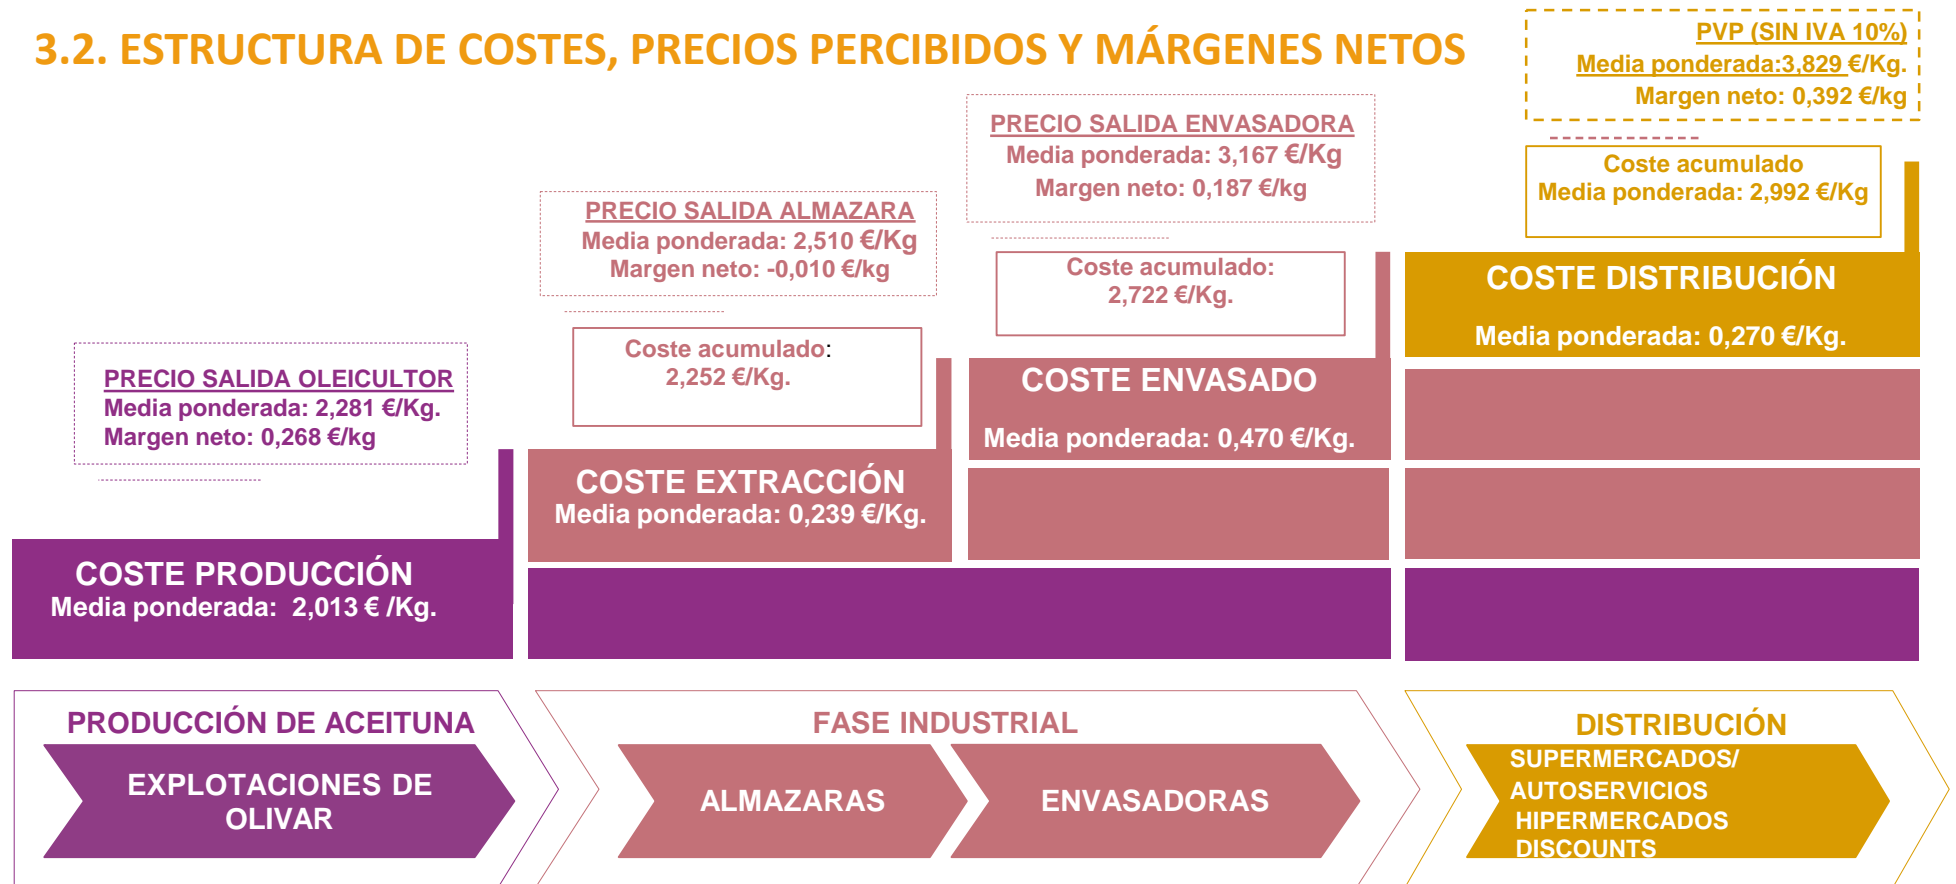 3.2. ESTRUCTURA DE COSTES, PRECIOS PERCIBIDOS Y MÁRGENES NETOS
PVP (SIN IVA 10%)
Media ponderada:3,829 €/Kg.
Margen neto: 0,392 €/kg
PRECIO SALIDA ENVASADORA
Media ponderada: 3,167 €/Kg
Margen neto: 0,187 €/kg
Coste acumulado
Media ponderada: 2,992 €/Kg
PRECIO SALIDA ALMAZARA
Media ponderada: 2,510 €/Kg
Margen neto: -0,010 €/kg
Coste acumulado:
2,722 €/Kg.
COSTE DISTRIBUCIÓN
Media ponderada: 0,270 €/Kg.
Coste acumulado:
2,252 €/Kg.
PRECIO SALIDA OLEICULTOR
Media ponderada: 2,281 €/Kg.
Margen neto: 0,268 €/kg
COSTE ENVASADO
Media ponderada: 0,470 €/Kg.
COSTE EXTRACCIÓN
Media ponderada: 0,239 €/Kg.
COSTE PRODUCCIÓN
Media ponderada: 2,013 € /Kg.
PRODUCCIÓN DE ACEITUNA
EXPLOTACIONES DE
OLIVAR
FASE INDUSTRIAL
ALMAZARAS
ENVASADORAS
DISTRIBUCIÓN
SUPERMERCADOS/
AUTOSERVICIOS
HIPERMERCADOS
DISCOUNTS